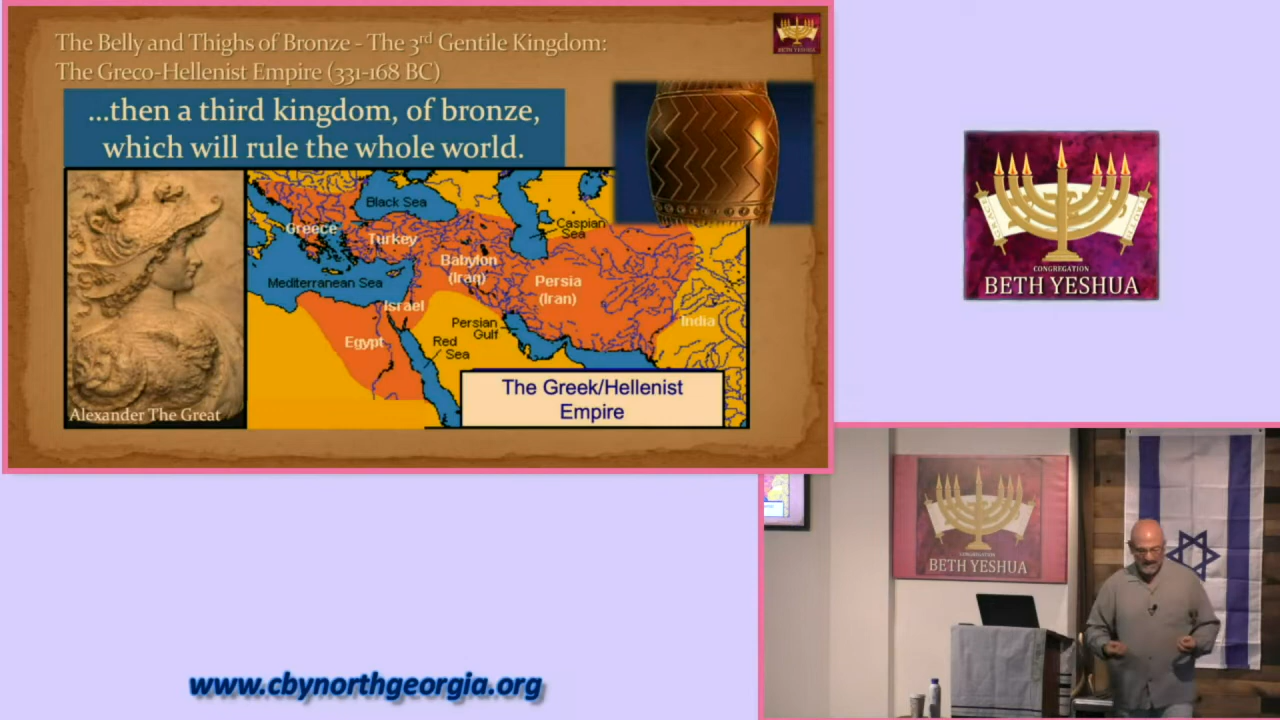 The Belly and Thighs of Bronze - The 3rd Gentile Kingdom:
The Greco-Hellenist Empire (331-168 BC)
BETH YESHUA
...then a third kingdom, of bronze,
which will rule the whole world.
Black Sea
Caspian
Sea
Greece
Turkey
Babylon
(Iraq)
Persia
(Iran)
Mediterranean Sea
Israel
Persian
Gulf
India
Egypt
Red
Sea
The Greek/Hellenist
Empire
Alexander The Great
CONGREGATION
BETH YESHUA
CONGREGATION
BETH YESHUA
www.cbynorthgeorgia.org